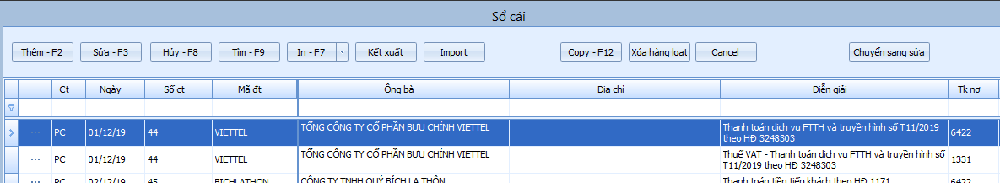 Sổ cái
Thêm - F2 Sửa - F3 Hủy - F8 Tìm - F9 In - F7 Kết xuất Import Copy - F12 Xóa hàng loạt Cancel Chuyển sang sửa
Ct Ngày Số ct Mã đt Ông bà Địa chỉ Diễn giải Tk nợ
PC 01/12/19 44 VIETTEL TỔNG CÔNG TY CỔ PHẦN BƯU CHÍNH VIETTEL Thanh toán dịch vụ FTTH và truyền hình số T11/2019 6422
theo HĐ 3248303
PC 01/12/19 44 VIETTEL TỔNG CÔNG TY CỔ PHẦN BƯU CHÍNH VIETTEL Thuế VAT - Thanh toán dịch vụ FTTH và truyền hình số 1331
T11/2019 theo HĐ 3248303
PC 02/12/19 45 BICHLATHON CÔNG TY TNHH QUÝ BÍCH LA THÔN Thanh toán tiền tiếp khách theo HĐ 1171 6422